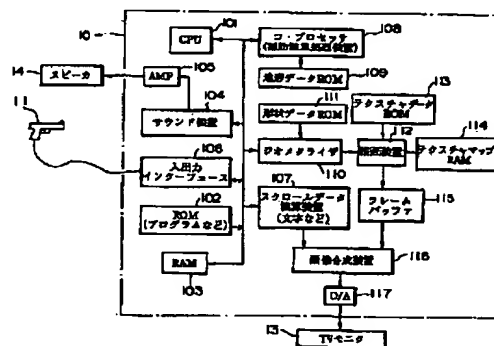 10
101
CPU
108
コ・プロセッサ
(補助演算処理装置)
14
スピーカ
105
AMP
109
地形データROM
113
11
104
サウンド装置
111
形状データROM
テクスチャデータ
ROM
112
114
106
入出力
インターフェース
ジオメタライザ
110
描画装置
テクスチャマップ
RAM
107
102
ROM
(プログラムなど)
スクロールデータ
演算装置
(文字など)
115
フレーム
バッファ
RAM
103
画像合成装置
116
D/A
117
13
TVモニタ